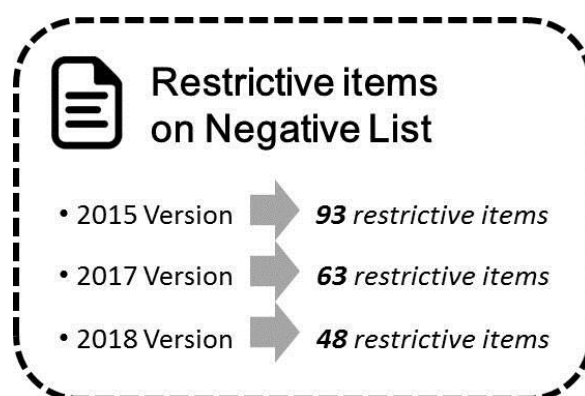 Restrictive items
on Negative List
• 2015 Version 93 restrictive items
• 2017 Version 63 restrictive items
• 2018 Version 48 restrictive items